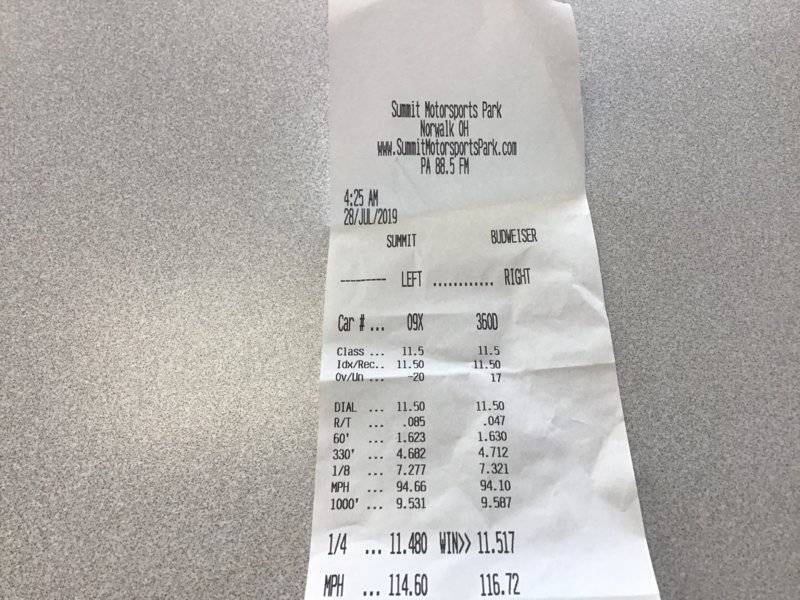 Summit Motorsports Park
Norwalk OH
www.SummitMotorsportsPark.com
PA 88.5 FM
4:25 AM
28/JUL/2019
SUMMIT BUDWEISER
--------- LEFT ............ RIGHT
Car # ... 09X 360D
Class ... 11.5 11.5
Idx/Rec.. 11.50 11.50
Ov/Un ... -20 17
DIAL ... 11.50 11.50
R/T ... .085 .047
60' ... 1.623 1.630
330' ... 4.682 4.712
1/8 ... 7.277 7.321
MPH ... 94.66 94.10
1000' ... 9.531 9.587
1/4 ... 11.480 WIN>> 11.517
MPH ... 114.60 116.72